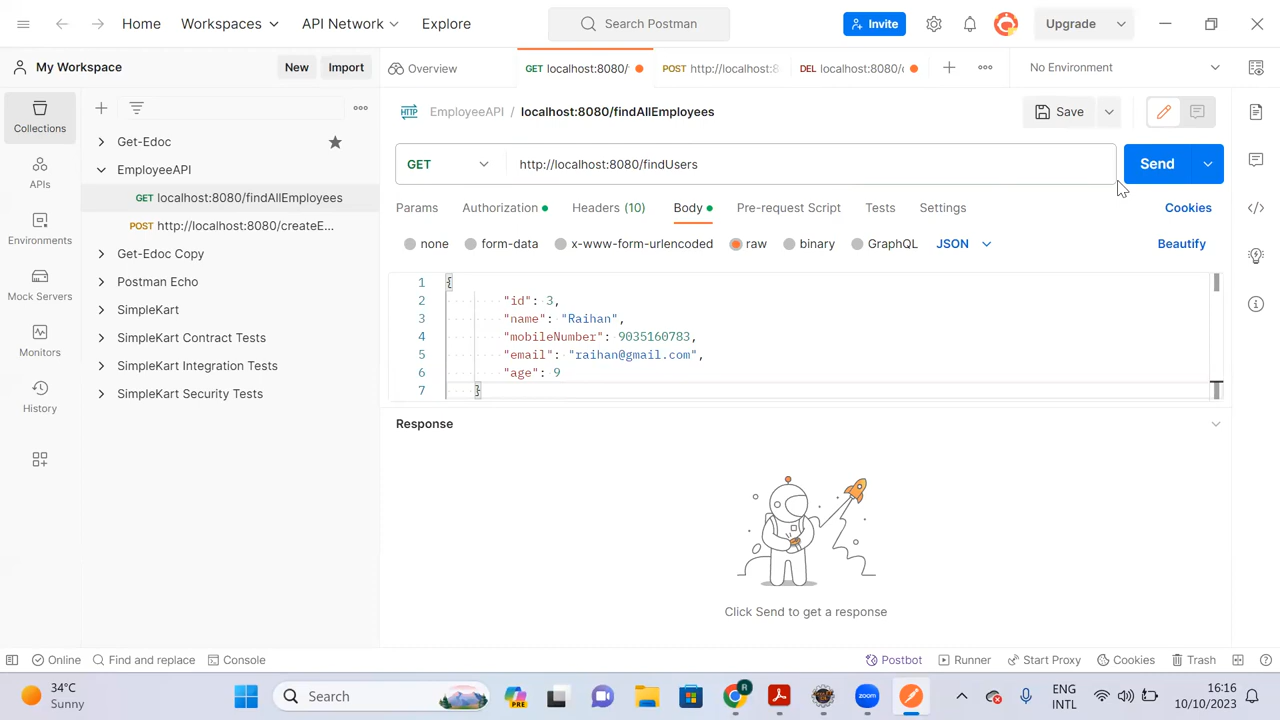 Home Workspaces API Network Explore Search Postman Invite Upgrade
My Workspace New Import Overview GET localhost:8080/ POST http://localhost:8 DEL localhost:8080/ No Environment
Collections
APIs
Environments
Mock Servers
Monitors
History
Get-Edoc
EmployeeAPI
GET localhost:8080/findAllEmployees
POST http://localhost:8080/createE...
Get-Edoc Copy
Postman Echo
SimpleKart
SimpleKart Contract Tests
SimpleKart Integration Tests
SimpleKart Security Tests
HTTP EmployeeAPI / localhost:8080/findAllEmployees Save
GET http://localhost:8080/findUsers Send
Params Authorization Headers (10) Body Pre-request Script Tests Settings Cookies
none form-data x-www-form-urlencoded raw binary GraphQL JSON Beautify
1 {
2 "id": 3,
3 "name": "Raihan",
4 "mobileNumber": 9035160783,
5 "email": "raihan@gmail.com",
6 "age": 9
7 }
Response
Click Send to get a response
Online Find and replace Console Postbot Runner Start Proxy Cookies Trash
34°C
Sunny
Search
PRE
R
zoom
ENG
INTL
16:16
10/10/2023